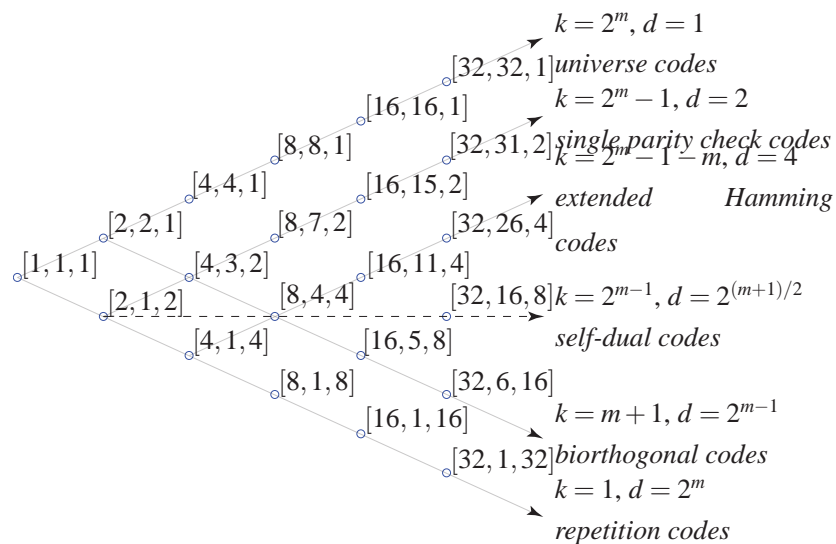 k = 2^m, d = 1
[32,32,1] universe codes
[16,16,1] k = 2^m − 1, d = 2
[8,8,1] [32,31,2] single parity check codes
k = 2^m − 1 − m, d = 4
[4,4,1] [16,15,2] extended Hamming
[2,2,1] [8,7,2] [32,26,4] codes
[1,1,1] [4,3,2] [16,11,4]
[2,1,2] [8,4,4] [32,16,8] k = 2^{m−1}, d = 2^{(m+1)/2}
[4,1,4] [16,5,8] self-dual codes
[8,1,8] [32,6,16]
[16,1,16] k = m + 1, d = 2^{m−1}
[32,1,32] biorthogonal codes
k = 1, d = 2^m
repetition codes